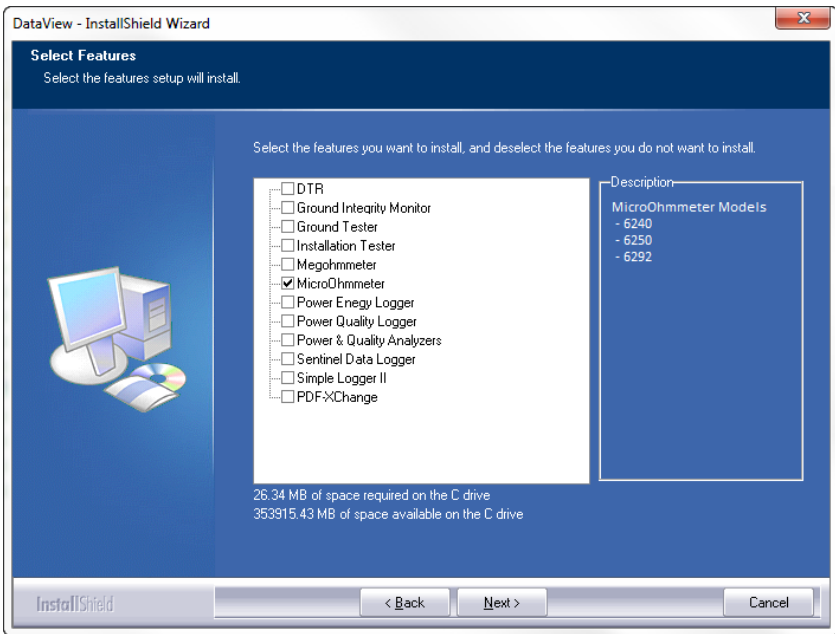 DataView - InstallShield Wizard
Select Features
Select the features setup will install.
Select the features you want to install, and deselect the features you do not want to install.
DTR
Ground Integrity Monitor
Ground Tester
Installation Tester
Megohmmeter
MicroOhmmeter
Power Enegy Logger
Power Quality Logger
Power & Quality Analyzers
Sentinel Data Logger
Simple Logger II
PDF-XChange
Description
MicroOhmmeter Models
- 6240
- 6250
- 6292
26.34 MB of space required on the C drive
353915.43 MB of space available on the C drive
InstallShield
< Back
Next >
Cancel